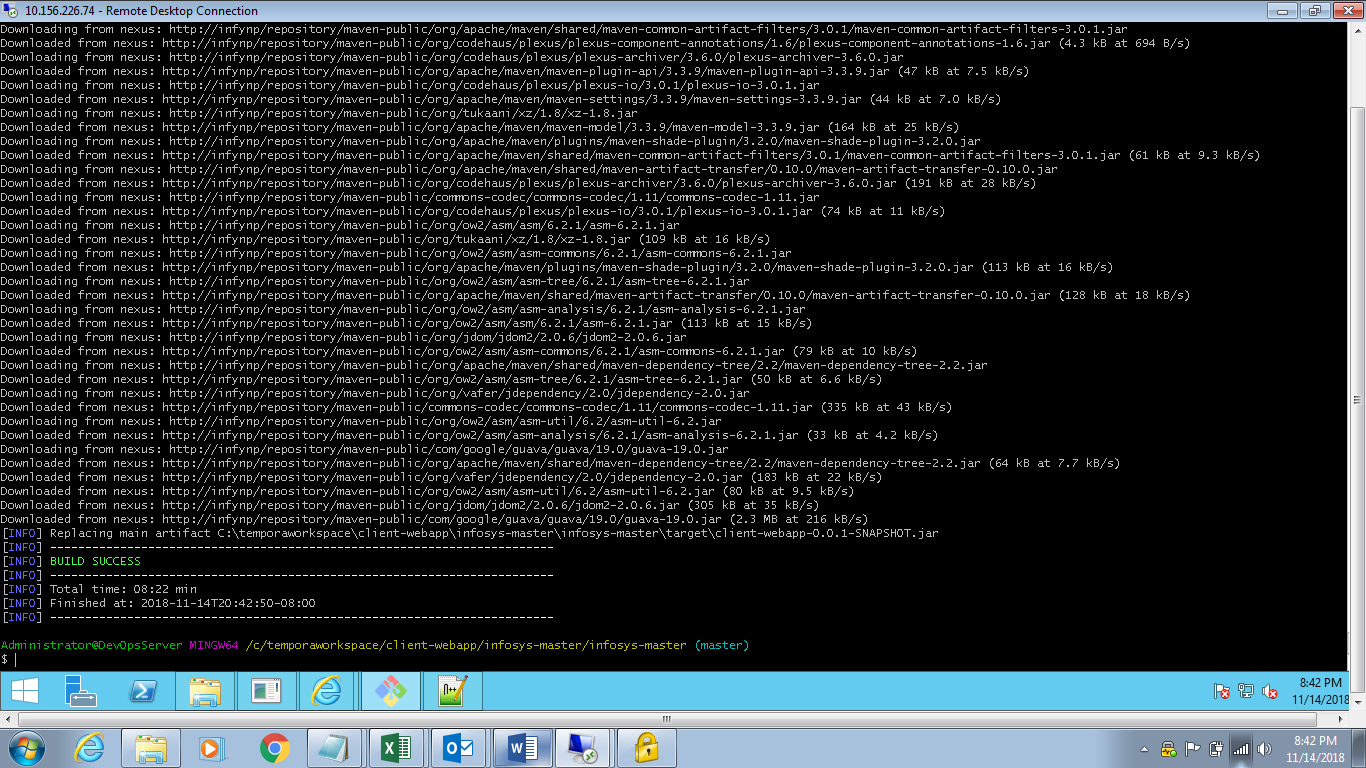 10.156.226.74 - Remote Desktop Connection
Downloading from nexus: http://infynp/repository/maven-public/org/apache/maven/shared/maven-common-artifact-filters/3.0.1/maven-common-artifact-filters-3.0.1.jar
Downloaded from nexus: http://infynp/repository/maven-public/org/codehaus/plexus/plexus-component-annotations/1.6/plexus-component-annotations-1.6.jar (4.3 kB at 694 B/s)
Downloading from nexus: http://infynp/repository/maven-public/org/codehaus/plexus/plexus-archiver/3.6.0/plexus-archiver-3.6.0.jar
Downloaded from nexus: http://infynp/repository/maven-public/org/apache/maven/maven-plugin-api/3.3.9/maven-plugin-api-3.3.9.jar (47 kB at 7.5 kB/s)
Downloading from nexus: http://infynp/repository/maven-public/org/codehaus/plexus/plexus-io/3.0.1/plexus-io-3.0.1.jar
Downloaded from nexus: http://infynp/repository/maven-public/org/apache/maven/maven-settings/3.3.9/maven-settings-3.3.9.jar (44 kB at 7.0 kB/s)
Downloading from nexus: http://infynp/repository/maven-public/org/tukaani/xz/1.8/xz-1.8.jar
Downloaded from nexus: http://infynp/repository/maven-public/org/apache/maven/maven-model/3.3.9/maven-model-3.3.9.jar (164 kB at 25 kB/s)
Downloading from nexus: http://infynp/repository/maven-public/org/apache/maven/plugins/maven-shade-plugin/3.2.0/maven-shade-plugin-3.2.0.jar
Downloaded from nexus: http://infynp/repository/maven-public/org/apache/maven/shared/maven-common-artifact-filters/3.0.1/maven-common-artifact-filters-3.0.1.jar (61 kB at 9.3 kB/s)
Downloading from nexus: http://infynp/repository/maven-public/org/apache/maven/shared/maven-artifact-transfer/0.10.0/maven-artifact-transfer-0.10.0.jar
Downloaded from nexus: http://infynp/repository/maven-public/org/codehaus/plexus/plexus-archiver/3.6.0/plexus-archiver-3.6.0.jar (191 kB at 28 kB/s)
Downloading from nexus: http://infynp/repository/maven-public/commons-codec/commons-codec/1.11/commons-codec-1.11.jar
Downloaded from nexus: http://infynp/repository/maven-public/org/codehaus/plexus/plexus-io/3.0.1/plexus-io-3.0.1.jar (74 kB at 11 kB/s)
Downloading from nexus: http://infynp/repository/maven-public/org/ow2/asm/asm/6.2.1/asm-6.2.1.jar
Downloaded from nexus: http://infynp/repository/maven-public/org/tukaani/xz/1.8/xz-1.8.jar (109 kB at 16 kB/s)
Downloading from nexus: http://infynp/repository/maven-public/org/ow2/asm/asm-commons/6.2.1/asm-commons-6.2.1.jar
Downloaded from nexus: http://infynp/repository/maven-public/org/apache/maven/plugins/maven-shade-plugin/3.2.0/maven-shade-plugin-3.2.0.jar (113 kB at 16 kB/s)
Downloading from nexus: http://infynp/repository/maven-public/org/ow2/asm/asm-tree/6.2.1/asm-tree-6.2.1.jar
Downloaded from nexus: http://infynp/repository/maven-public/org/apache/maven/shared/maven-artifact-transfer/0.10.0/maven-artifact-transfer-0.10.0.jar (128 kB at 18 kB/s)
Downloading from nexus: http://infynp/repository/maven-public/org/ow2/asm/asm-analysis/6.2.1/asm-analysis-6.2.1.jar
Downloaded from nexus: http://infynp/repository/maven-public/org/ow2/asm/asm/6.2.1/asm-6.2.1.jar (113 kB at 15 kB/s)
Downloading from nexus: http://infynp/repository/maven-public/org/jdom/jdom2/2.0.6/jdom2-2.0.6.jar
Downloaded from nexus: http://infynp/repository/maven-public/org/ow2/asm/asm-commons/6.2.1/asm-commons-6.2.1.jar (79 kB at 10 kB/s)
Downloading from nexus: http://infynp/repository/maven-public/org/apache/maven/shared/maven-dependency-tree/2.2/maven-dependency-tree-2.2.jar
Downloaded from nexus: http://infynp/repository/maven-public/org/ow2/asm/asm-tree/6.2.1/asm-tree-6.2.1.jar (50 kB at 6.6 kB/s)
Downloading from nexus: http://infynp/repository/maven-public/org/vafer/jdependency/2.0/jdependency-2.0.jar
Downloaded from nexus: http://infynp/repository/maven-public/commons-codec/commons-codec/1.11/commons-codec-1.11.jar (335 kB at 43 kB/s)
Downloading from nexus: http://infynp/repository/maven-public/org/ow2/asm/asm-util/6.2/asm-util-6.2.jar
Downloaded from nexus: http://infynp/repository/maven-public/org/ow2/asm/asm-analysis/6.2.1/asm-analysis-6.2.1.jar (33 kB at 4.2 kB/s)
Downloading from nexus: http://infynp/repository/maven-public/com/google/guava/guava/19.0/guava-19.0.jar
Downloaded from nexus: http://infynp/repository/maven-public/org/apache/maven/shared/maven-dependency-tree/2.2/maven-dependency-tree-2.2.jar (64 kB at 7.7 kB/s)
Downloaded from nexus: http://infynp/repository/maven-public/org/vafer/jdependency/2.0/jdependency-2.0.jar (183 kB at 22 kB/s)
Downloaded from nexus: http://infynp/repository/maven-public/org/ow2/asm/asm-util/6.2/asm-util-6.2.jar (80 kB at 9.5 kB/s)
Downloaded from nexus: http://infynp/repository/maven-public/org/jdom/jdom2/2.0.6/jdom2-2.0.6.jar (305 kB at 35 kB/s)
Downloaded from nexus: http://infynp/repository/maven-public/com/google/guava/guava/19.0/guava-19.0.jar (2.3 MB at 216 kB/s)
[INFO] Replacing main artifact C:\temporaworkspace\client-webapp\infosys-master\infosys-master\target\client-webapp-0.0.1-SNAPSHOT.jar
[INFO] ------------------------------------------------------------------------
[INFO] BUILD SUCCESS
[INFO] ------------------------------------------------------------------------
[INFO] Total time: 08:22 min
[INFO] Finished at: 2018-11-14T20:42:50-08:00
[INFO] ------------------------------------------------------------------------
Administrator@DevOpsServer MINGW64 /c/temporaworkspace/client-webapp/infosys-master/infosys-master (master)
$
8:42 PM
11/14/2018
8:42 PM
11/14/2018